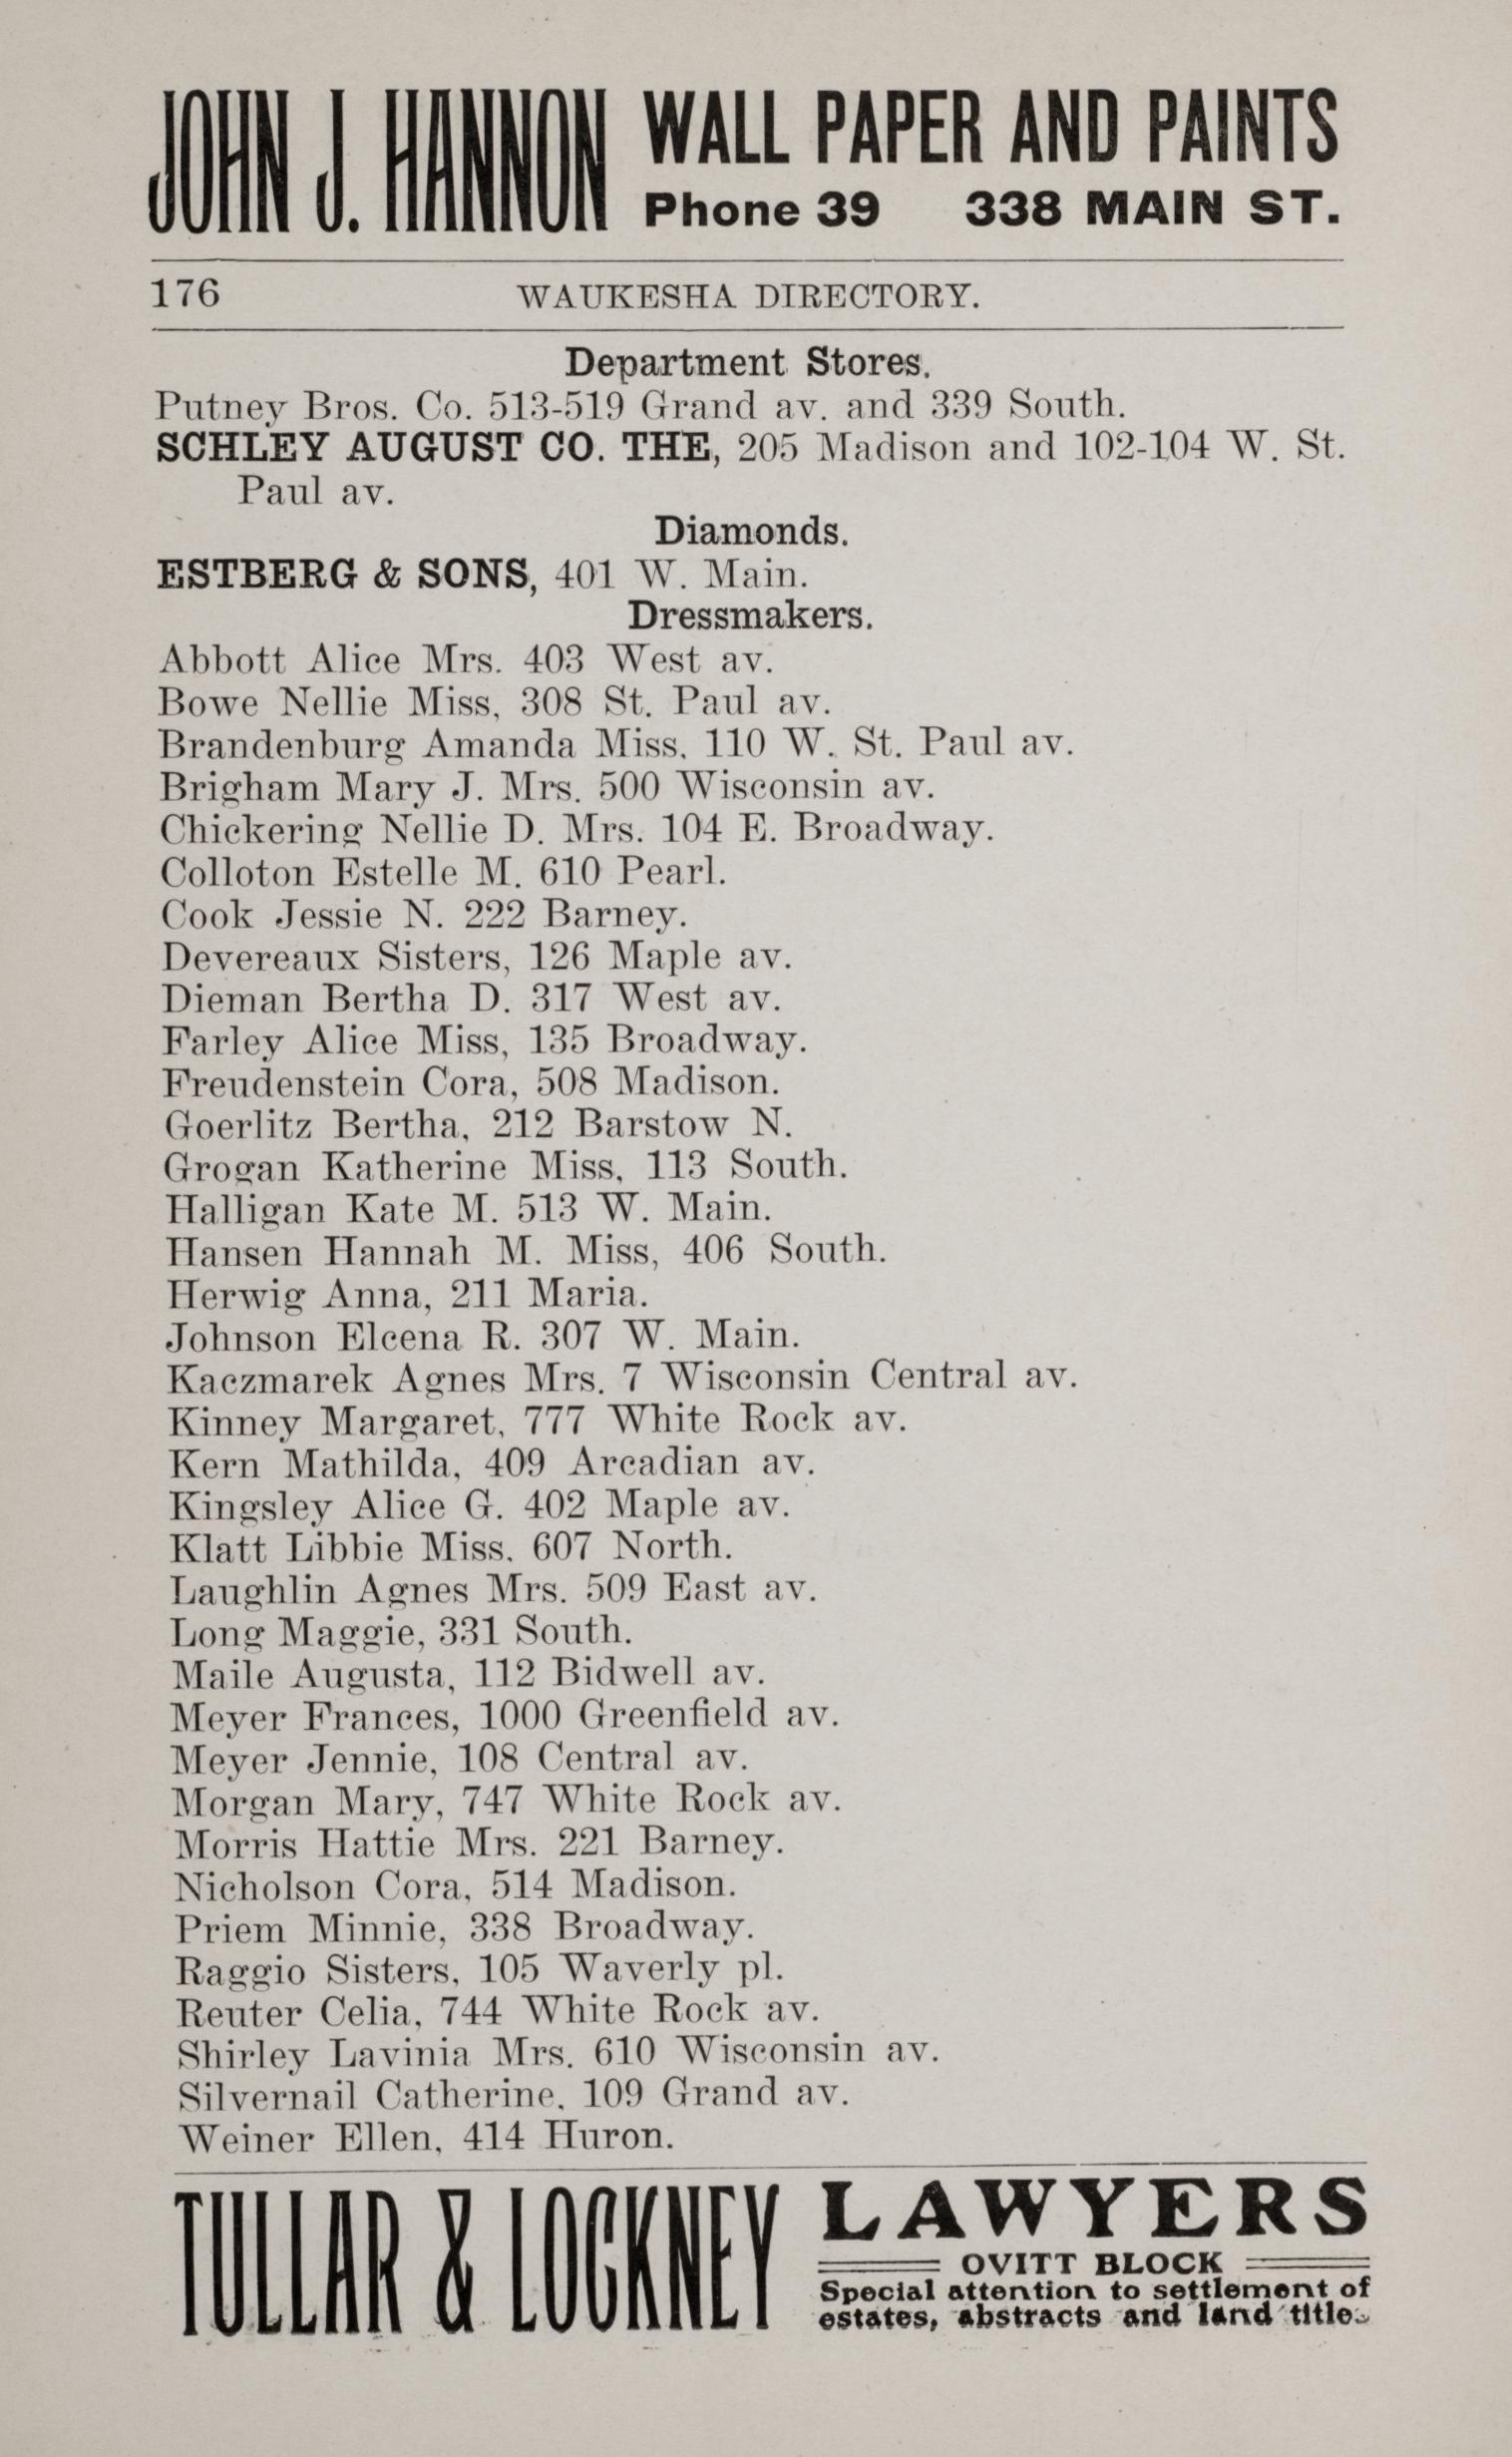 JOHN J. HANNON WALL PAPER AND PAINTS
Phone 39 338 MAIN ST.
176 WAUKESHA DIRECTORY.
Department Stores.
Putney Bros. Co. 513-519 Grand av. and 339 South.
SCHLEY AUGUST CO. THE, 205 Madison and 102-104 W. St.
Paul av.
Diamonds.
ESTBERG & SONS, 401 W. Main.
Dressmakers.
Abbott Alice Mrs. 403 West av.
Bowe Nellie Miss, 308 St. Paul av.
Brandenburg Amanda Miss, 110 W. St. Paul av.
Brigham Mary J. Mrs. 500 Wisconsin av.
Chickering Nellie D. Mrs. 104 E. Broadway.
Colloton Estelle M. 610 Pearl.
Cook Jessie N. 222 Barney.
Devereaux Sisters, 126 Maple av.
Dieman Bertha D. 317 West av.
Farley Alice Miss, 135 Broadway.
Freudenstein Cora, 508 Madison.
Goerlitz Bertha, 212 Barstow N.
Grogan Katherine Miss, 113 South.
Halligan Kate M. 513 W. Main.
Hansen Hannah M. Miss, 406 South.
Herwig Anna, 211 Maria.
Johnson Elcena R. 307 W. Main.
Kaczmarek Agnes Mrs. 7 Wisconsin Central av.
Kinney Margaret, 777 White Rock av.
Kern Mathilda, 409 Arcadian av.
Kingsley Alice G. 402 Maple av.
Klatt Libbie Miss. 607 North.
Laughlin Agnes Mrs. 509 East av.
Long Maggie, 331 South.
Maile Augusta, 112 Bidwell av.
Meyer Frances, 1000 Greenfield av.
Meyer Jennie, 108 Central av.
Morgan Mary, 747 White Rock av.
Morris Hattie Mrs. 221 Barney.
Nicholson Cora, 514 Madison.
Priem Minnie, 338 Broadway.
Raggio Sisters, 105 Waverly pl.
Reuter Celia, 744 White Rock av.
Shirley Lavinia Mrs. 610 Wisconsin av.
Silvernail Catherine, 109 Grand av.
Weiner Ellen, 414 Huron.
TULLAR & LOCKNEY LAWYERS
OVITT BLOCK
Special attention to settlement of
estates, abstracts and land title.